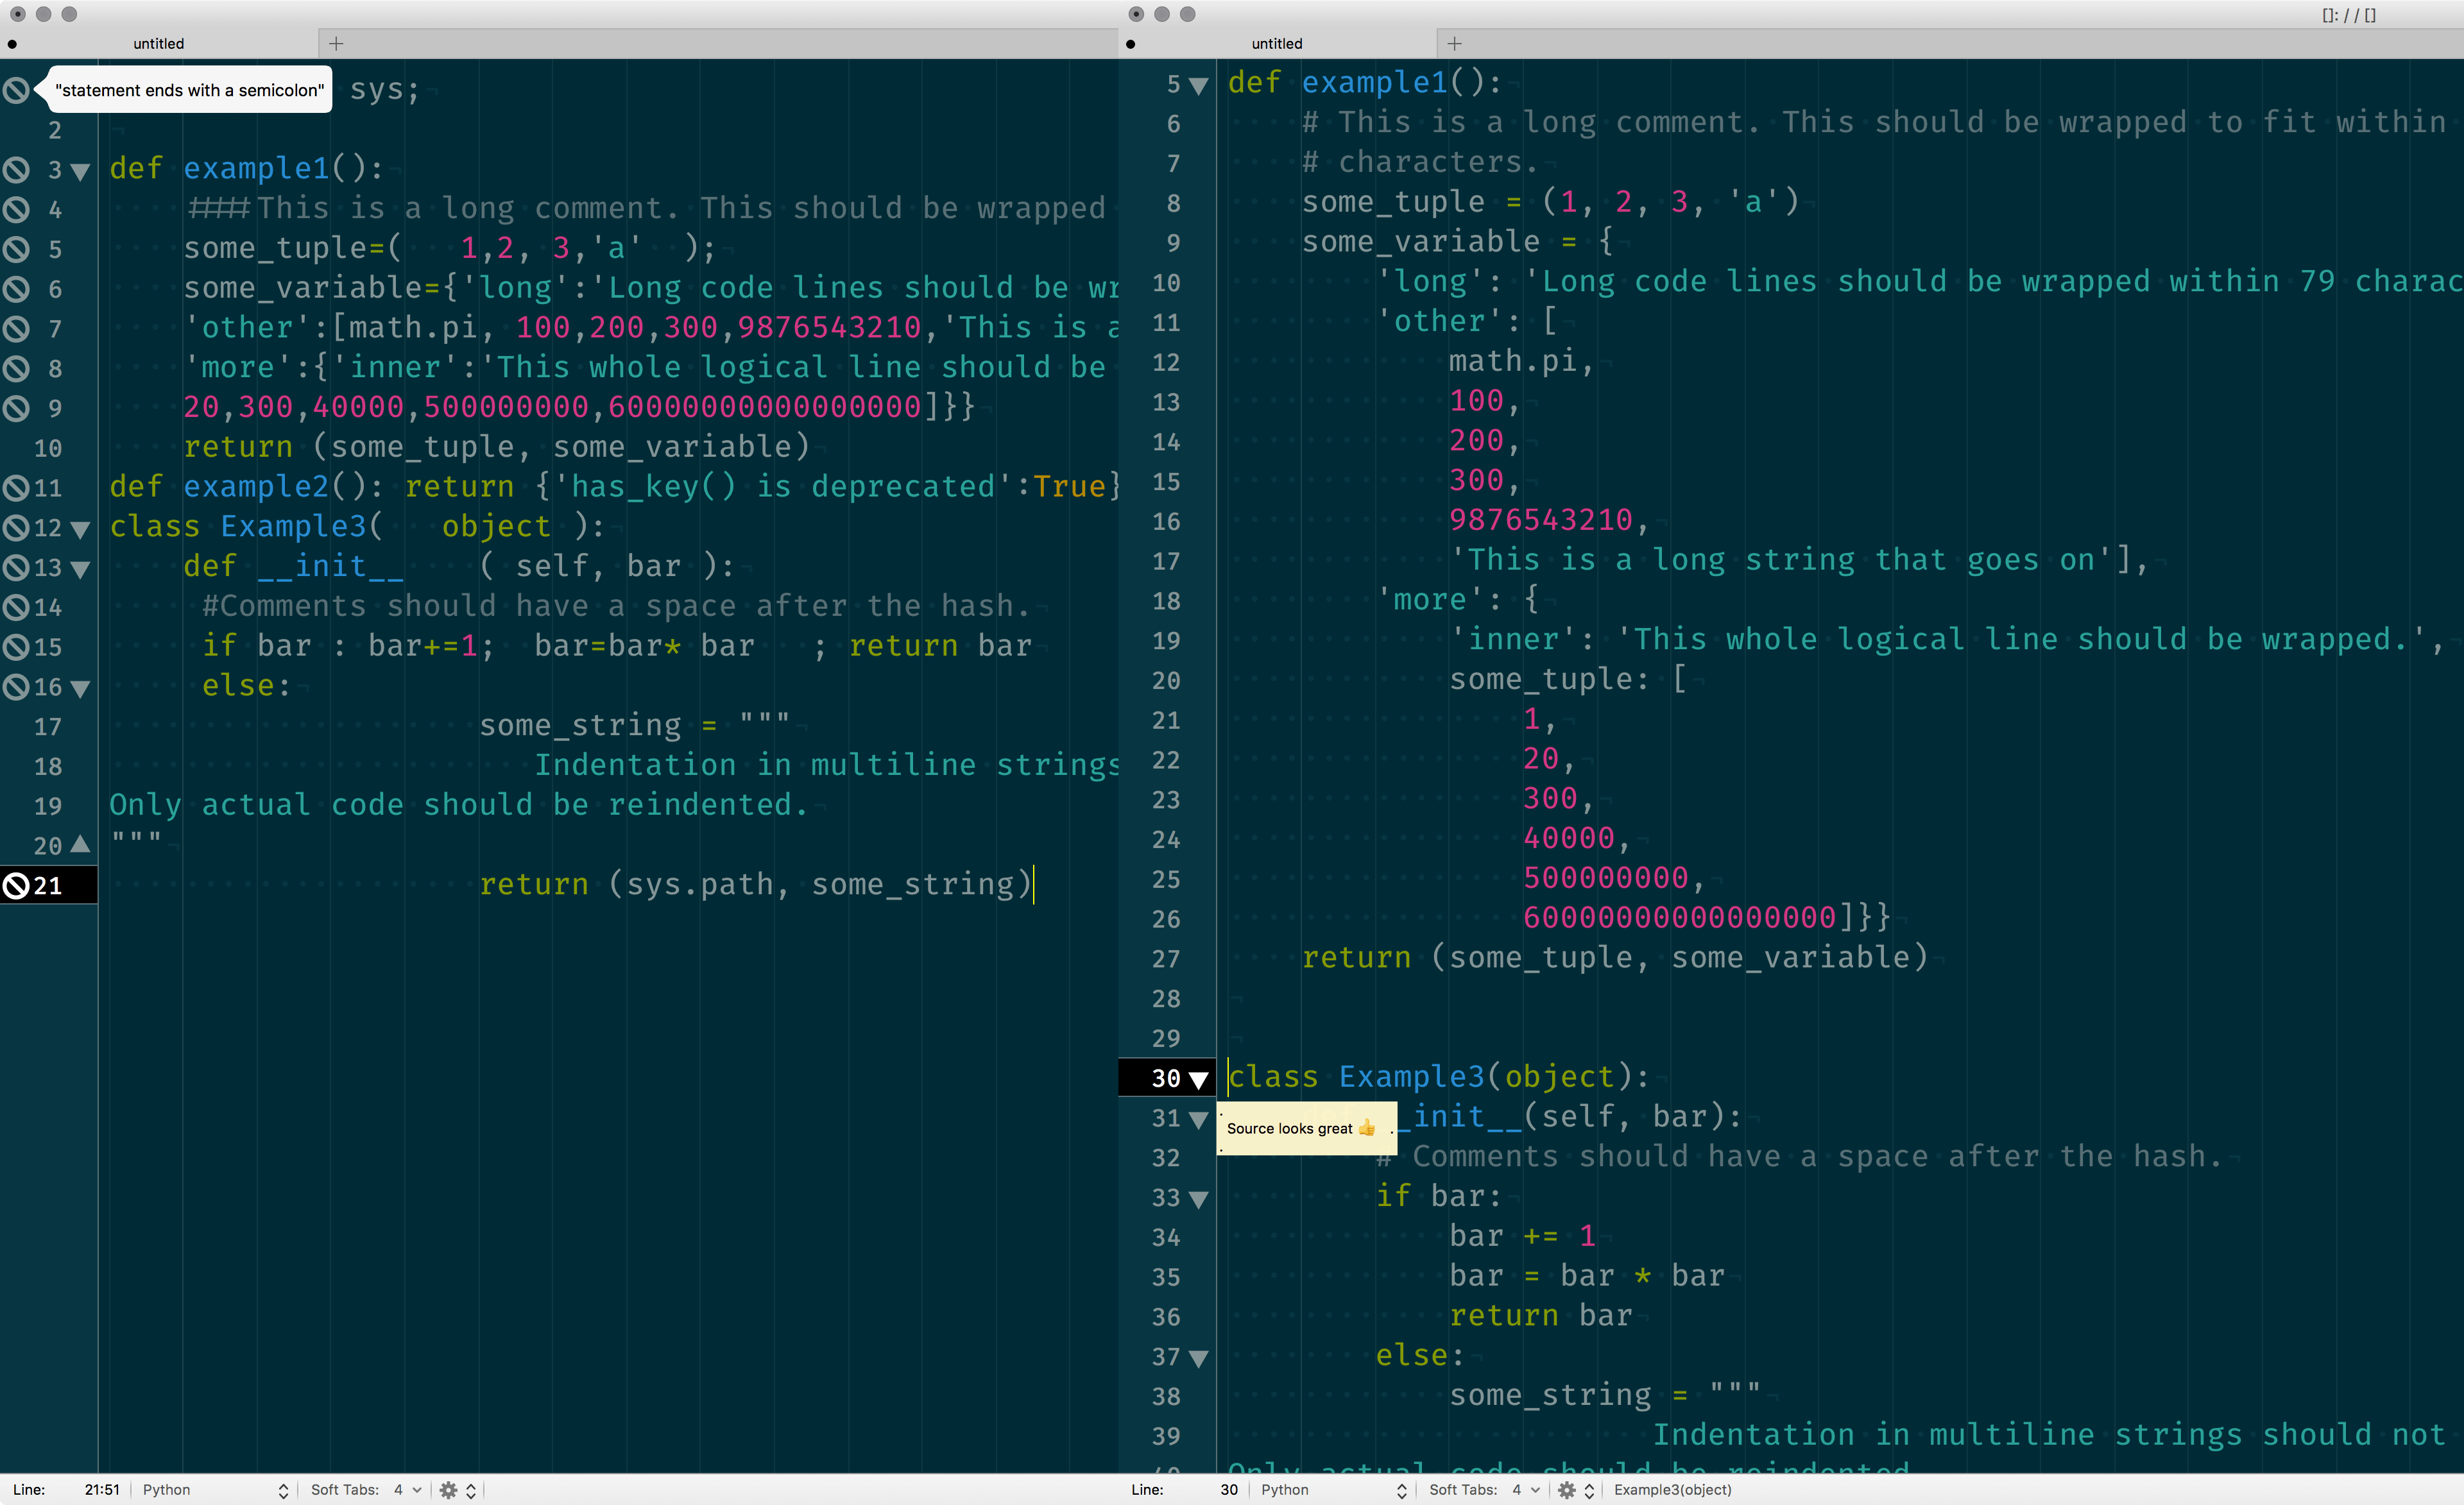 untitled
"statement ends with a semicolon" sys;
2
3 def example1():
4 ####This is a long comment. This should be wrapped
5 some_tuple=(   1,2, 3,'a'  );
6 some_variable={'long':'Long code lines should be wr
7 'other':[math.pi, 100,200,300,9876543210,'This is a
8 'more':{'inner':'This whole logical line should be
9 20,300,40000,500000000,60000000000000000]}}
10 return (some_tuple, some_variable)
11 def example2(): return {'has_key() is deprecated':True}
12 class Example3(   object ):
13 def __init__    ( self, bar ):
14 #Comments should have a space after the hash.
15 if bar : bar+=1;  bar=bar* bar   ; return bar
16 else:
17 some_string = """
18 Indentation in multiline strings
19 Only actual code should be reindented.
20 """
21 return (sys.path, some_string)
Line: 21:51 Python Soft Tabs: 4
[]: / / []
untitled
5 def example1():
6 # This is a long comment. This should be wrapped to fit within
7 # characters.
8 some_tuple = (1, 2, 3, 'a')
9 some_variable = {
10 'long': 'Long code lines should be wrapped within 79 charac
11 'other': [
12 math.pi,
13 100,
14 200,
15 300,
16 9876543210,
17 'This is a long string that goes on'],
18 'more': {
19 'inner': 'This whole logical line should be wrapped.',
20 some_tuple: [
21 1,
22 20,
23 300,
24 40000,
25 500000000,
26 60000000000000000]}}
27 return (some_tuple, some_variable)
28
29
30 class Example3(object):
31 _init__(self, bar):
Source looks great 👍
32 # Comments should have a space after the hash.
33 if bar:
34 bar += 1
35 bar = bar * bar
36 return bar
37 else:
38 some_string = """
39 Indentation in multiline strings should not
Only actual code should be reindented
Line: 30 Python Soft Tabs: 4 Example3(object)